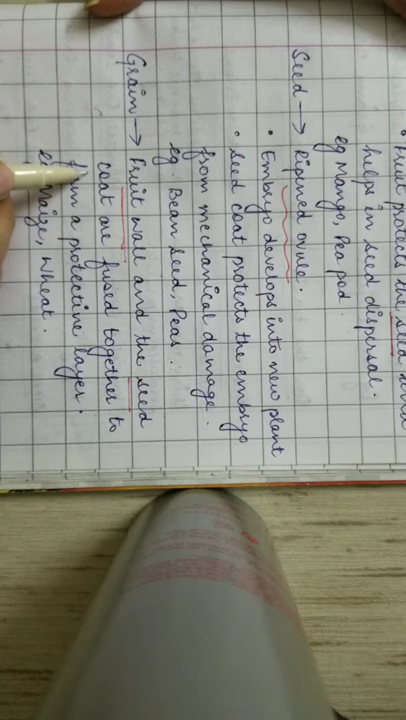 • Fruit protects the seed
helps in seed dispersal.
eg Mango, Pea pod.
Seed → Ripened ovule.
• Embryo develops into new plant
• Seed coat protects the embryo
from mechanical damage.
eg. Bean seed, Peas.
Grain → Fruit wall and the seed
coat are fused together to
a protective layer.
Maize, Wheat.